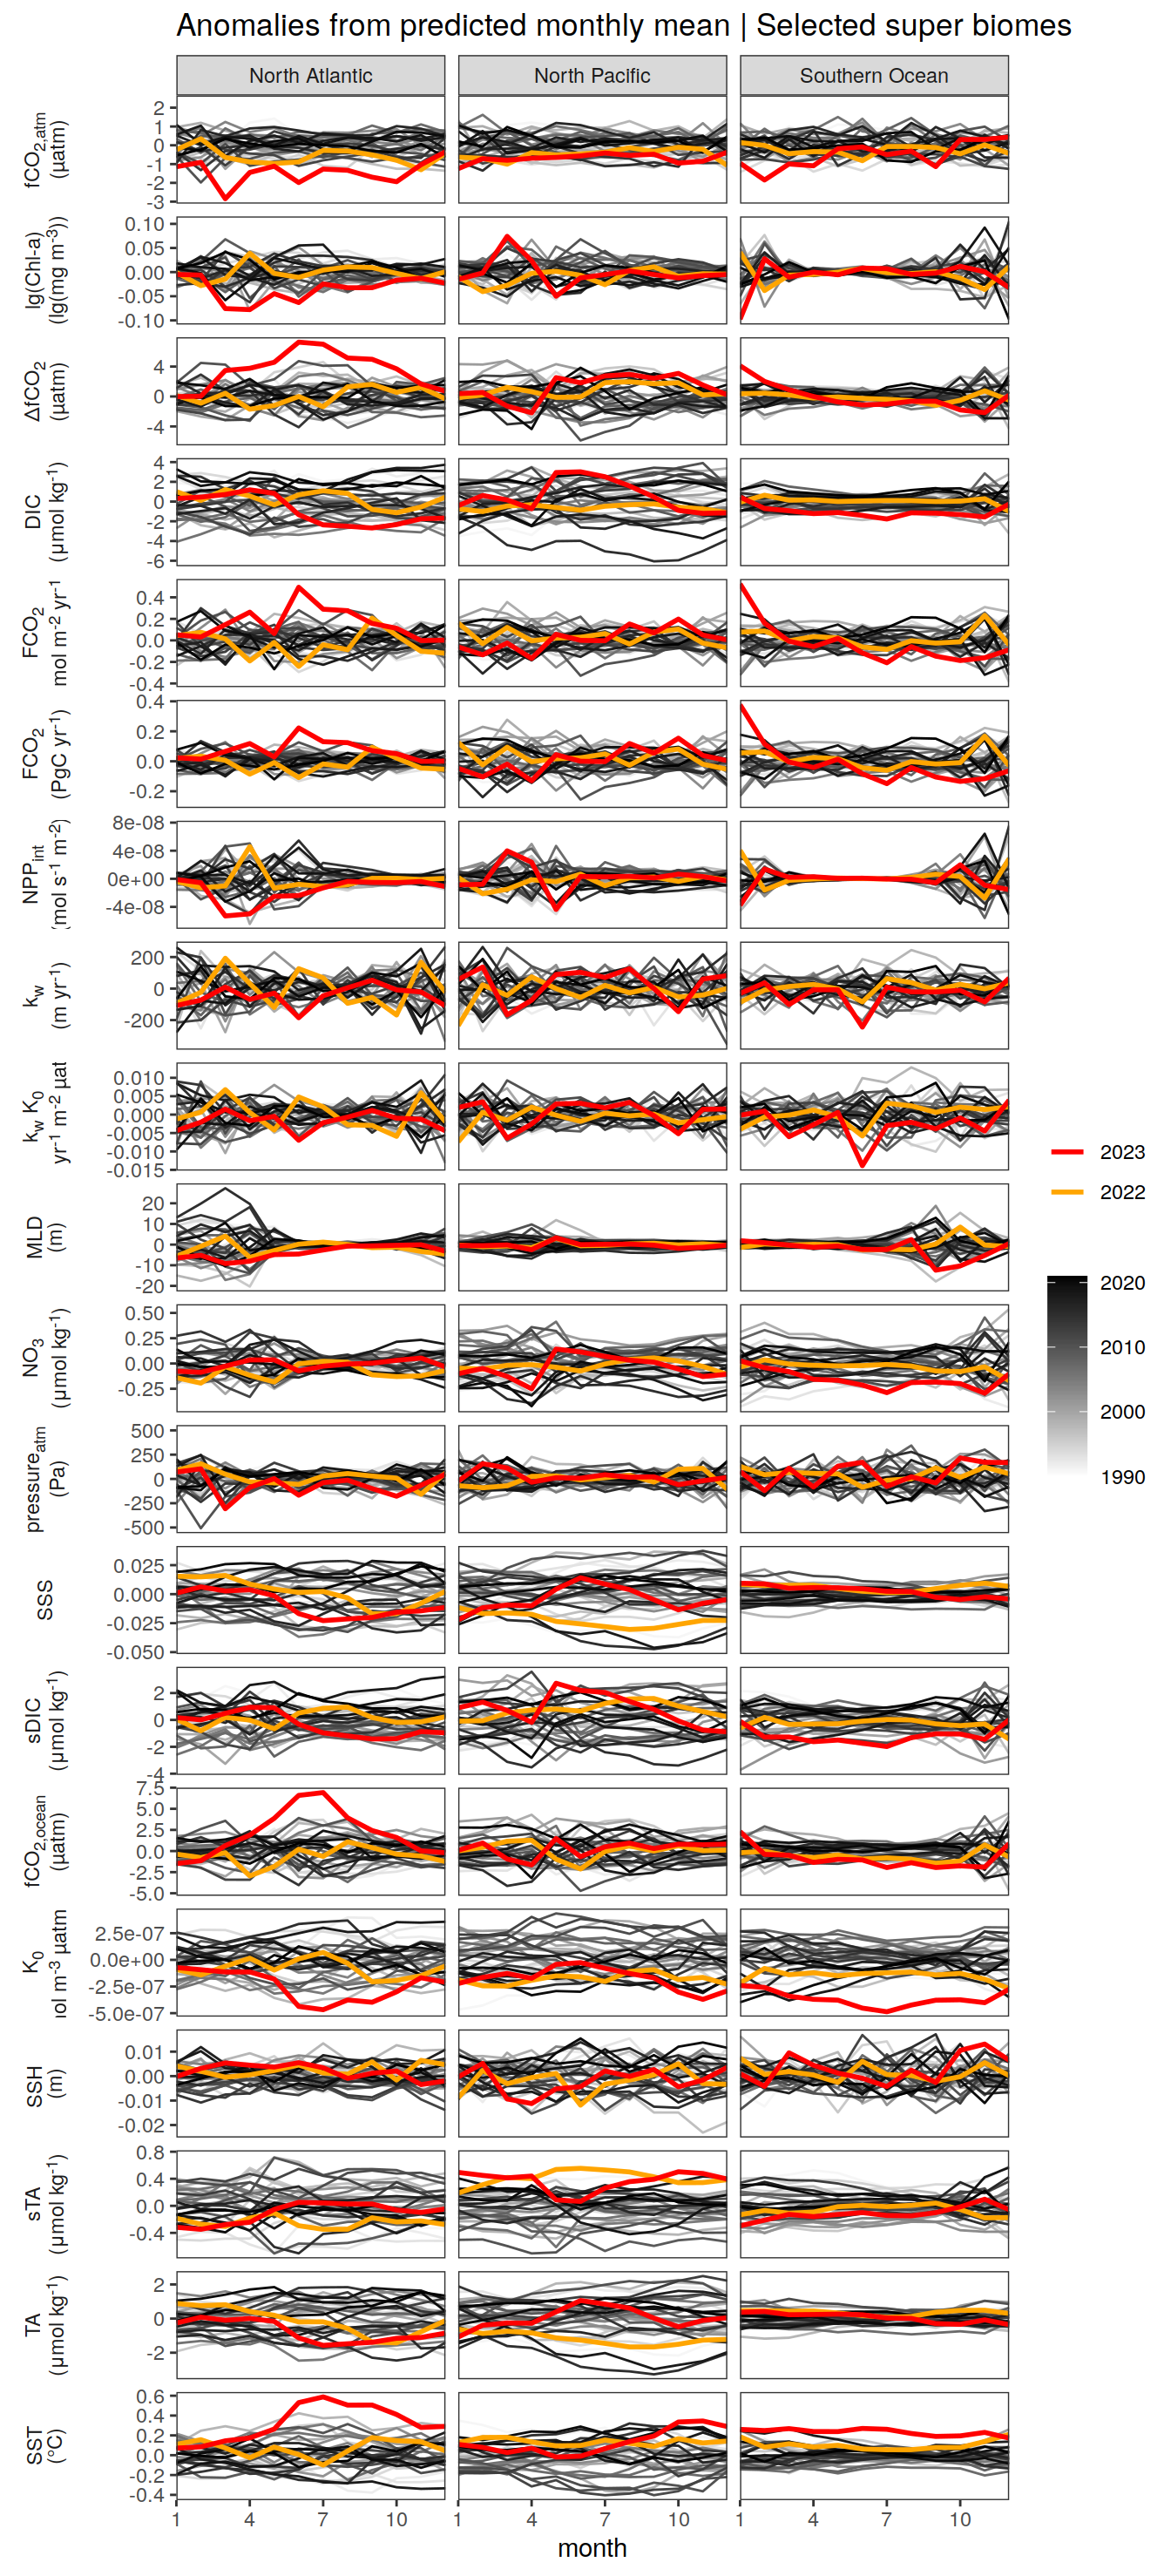 Anomalies from predicted monthly mean | Selected super biomes
North Atlantic North Pacific Southern Ocean
fCO2,atm
(µatm)
2
1
0
-1
-2
-3
lg(Chl-a)
(lg(mg m-3))
0.10
0.05
0.00
-0.05
-0.10
ΔfCO2
(µatm)
4
0
-4
DIC
(µmol kg-1)
4
2
0
-2
-4
-6
FCO2
mol m-2 yr-1
0.4
0.2
0.0
-0.2
-0.4
FCO2
(PgC yr-1)
0.4
0.2
0.0
-0.2
NPPint
(mol s-1 m-2)
8e-08
4e-08
0e+00
-4e-08
kw
(m yr-1)
200
0
-200
kw K0
yr-1 m-2 µat
0.010
0.005
0.000
-0.005
-0.010
-0.015
MLD
(m)
20
10
0
-10
-20
NO3
(µmol kg-1)
0.50
0.25
0.00
-0.25
pressureatm
(Pa)
500
250
0
-250
-500
SSS
0.025
0.000
-0.025
-0.050
sDIC
(µmol kg-1)
2
0
-2
-4
fCO2,ocean
(µatm)
7.5
5.0
2.5
0.0
-2.5
-5.0
K0
ol m-3 µatm
2.5e-07
0.0e+00
-2.5e-07
-5.0e-07
SSH
(m)
0.01
0.00
-0.01
-0.02
sTA
(µmol kg-1)
0.8
0.4
0.0
-0.4
TA
(µmol kg-1)
2
0
-2
SST
(°C)
0.6
0.4
0.2
0.0
-0.2
-0.4
1 4 7 10 1 4 7 10 1 4 7 10
month
2023
2022
2020
2010
2000
1990